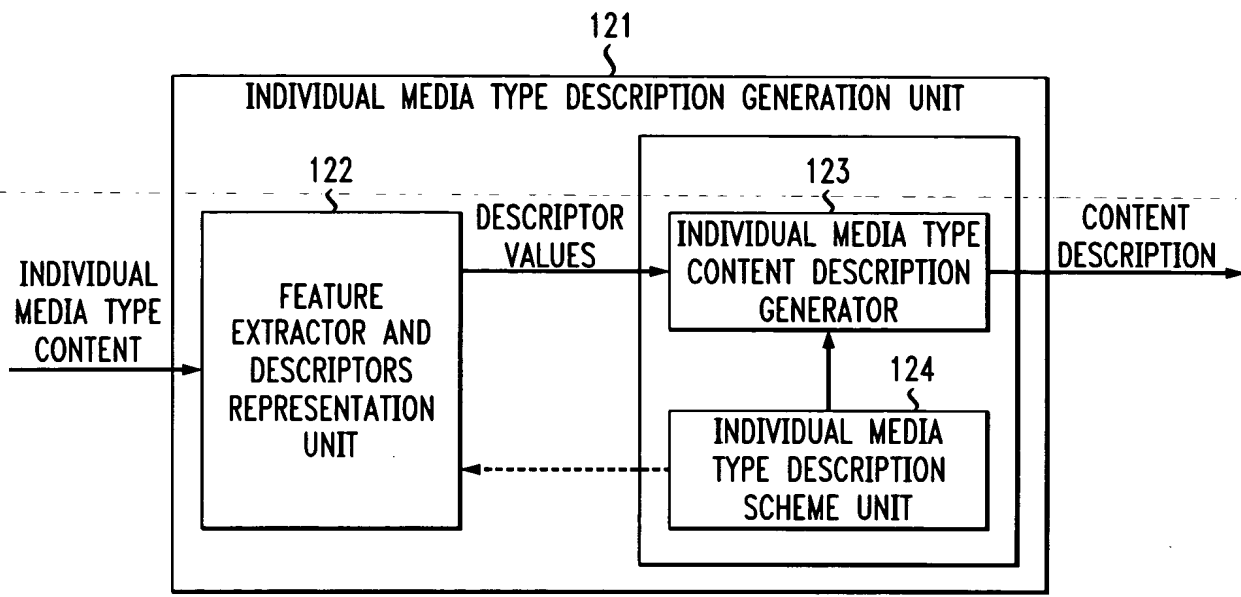 121
INDIVIDUAL MEDIA TYPE DESCRIPTION GENERATION UNIT
122
FEATURE
EXTRACTOR AND
DESCRIPTORS
REPRESENTATION
UNIT
INDIVIDUAL
MEDIA TYPE
CONTENT
DESCRIPTOR
VALUES
123
INDIVIDUAL MEDIA TYPE
CONTENT DESCRIPTION
GENERATOR
CONTENT
DESCRIPTION
124
INDIVIDUAL MEDIA
TYPE DESCRIPTION
SCHEME UNIT